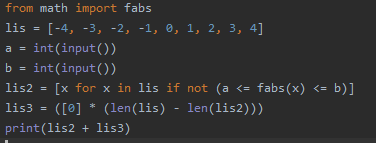 from math import fabs
lis = [-4, -3, -2, -1, 0, 1, 2, 3, 4]
a = int(input())
b = int(input())
lis2 = [x for x in lis if not (a <= fabs(x) <= b)]
lis3 = ([0] * (len(lis) - len(lis2)))
print(lis2 + lis3)